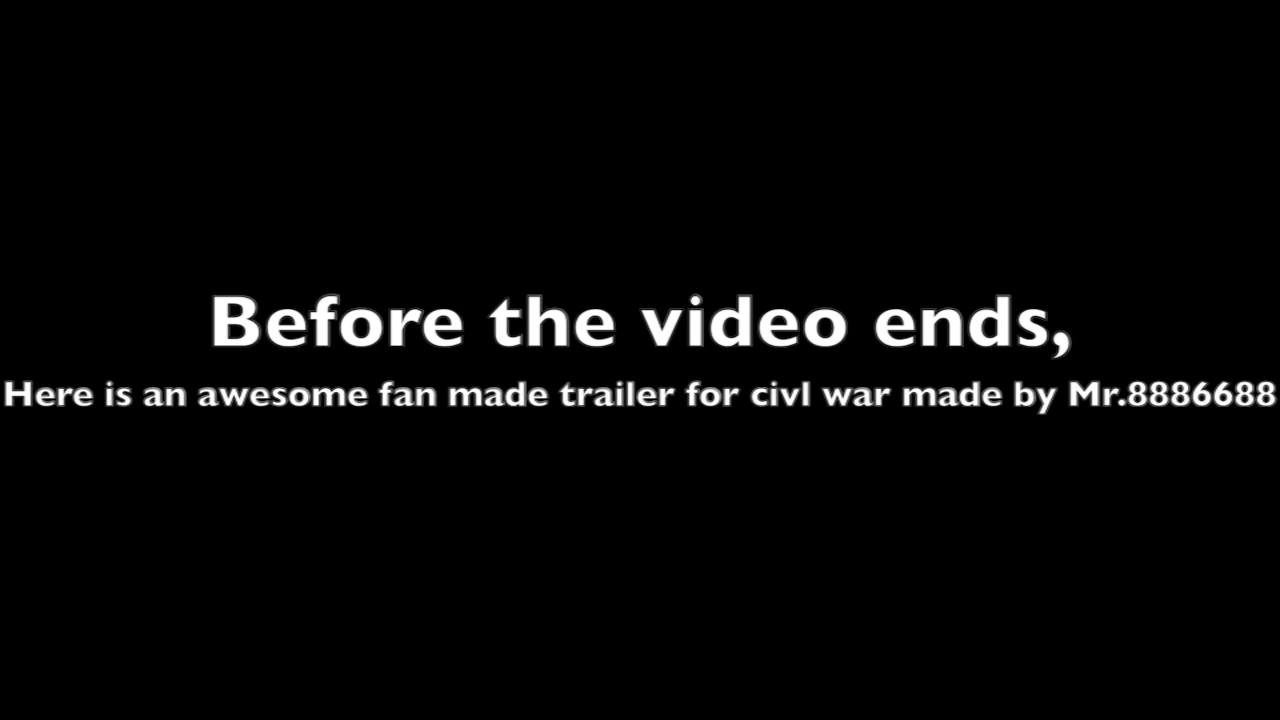 Before the video ends,
Here is an awesome fan made trailer for civl war made by Mr.8886688